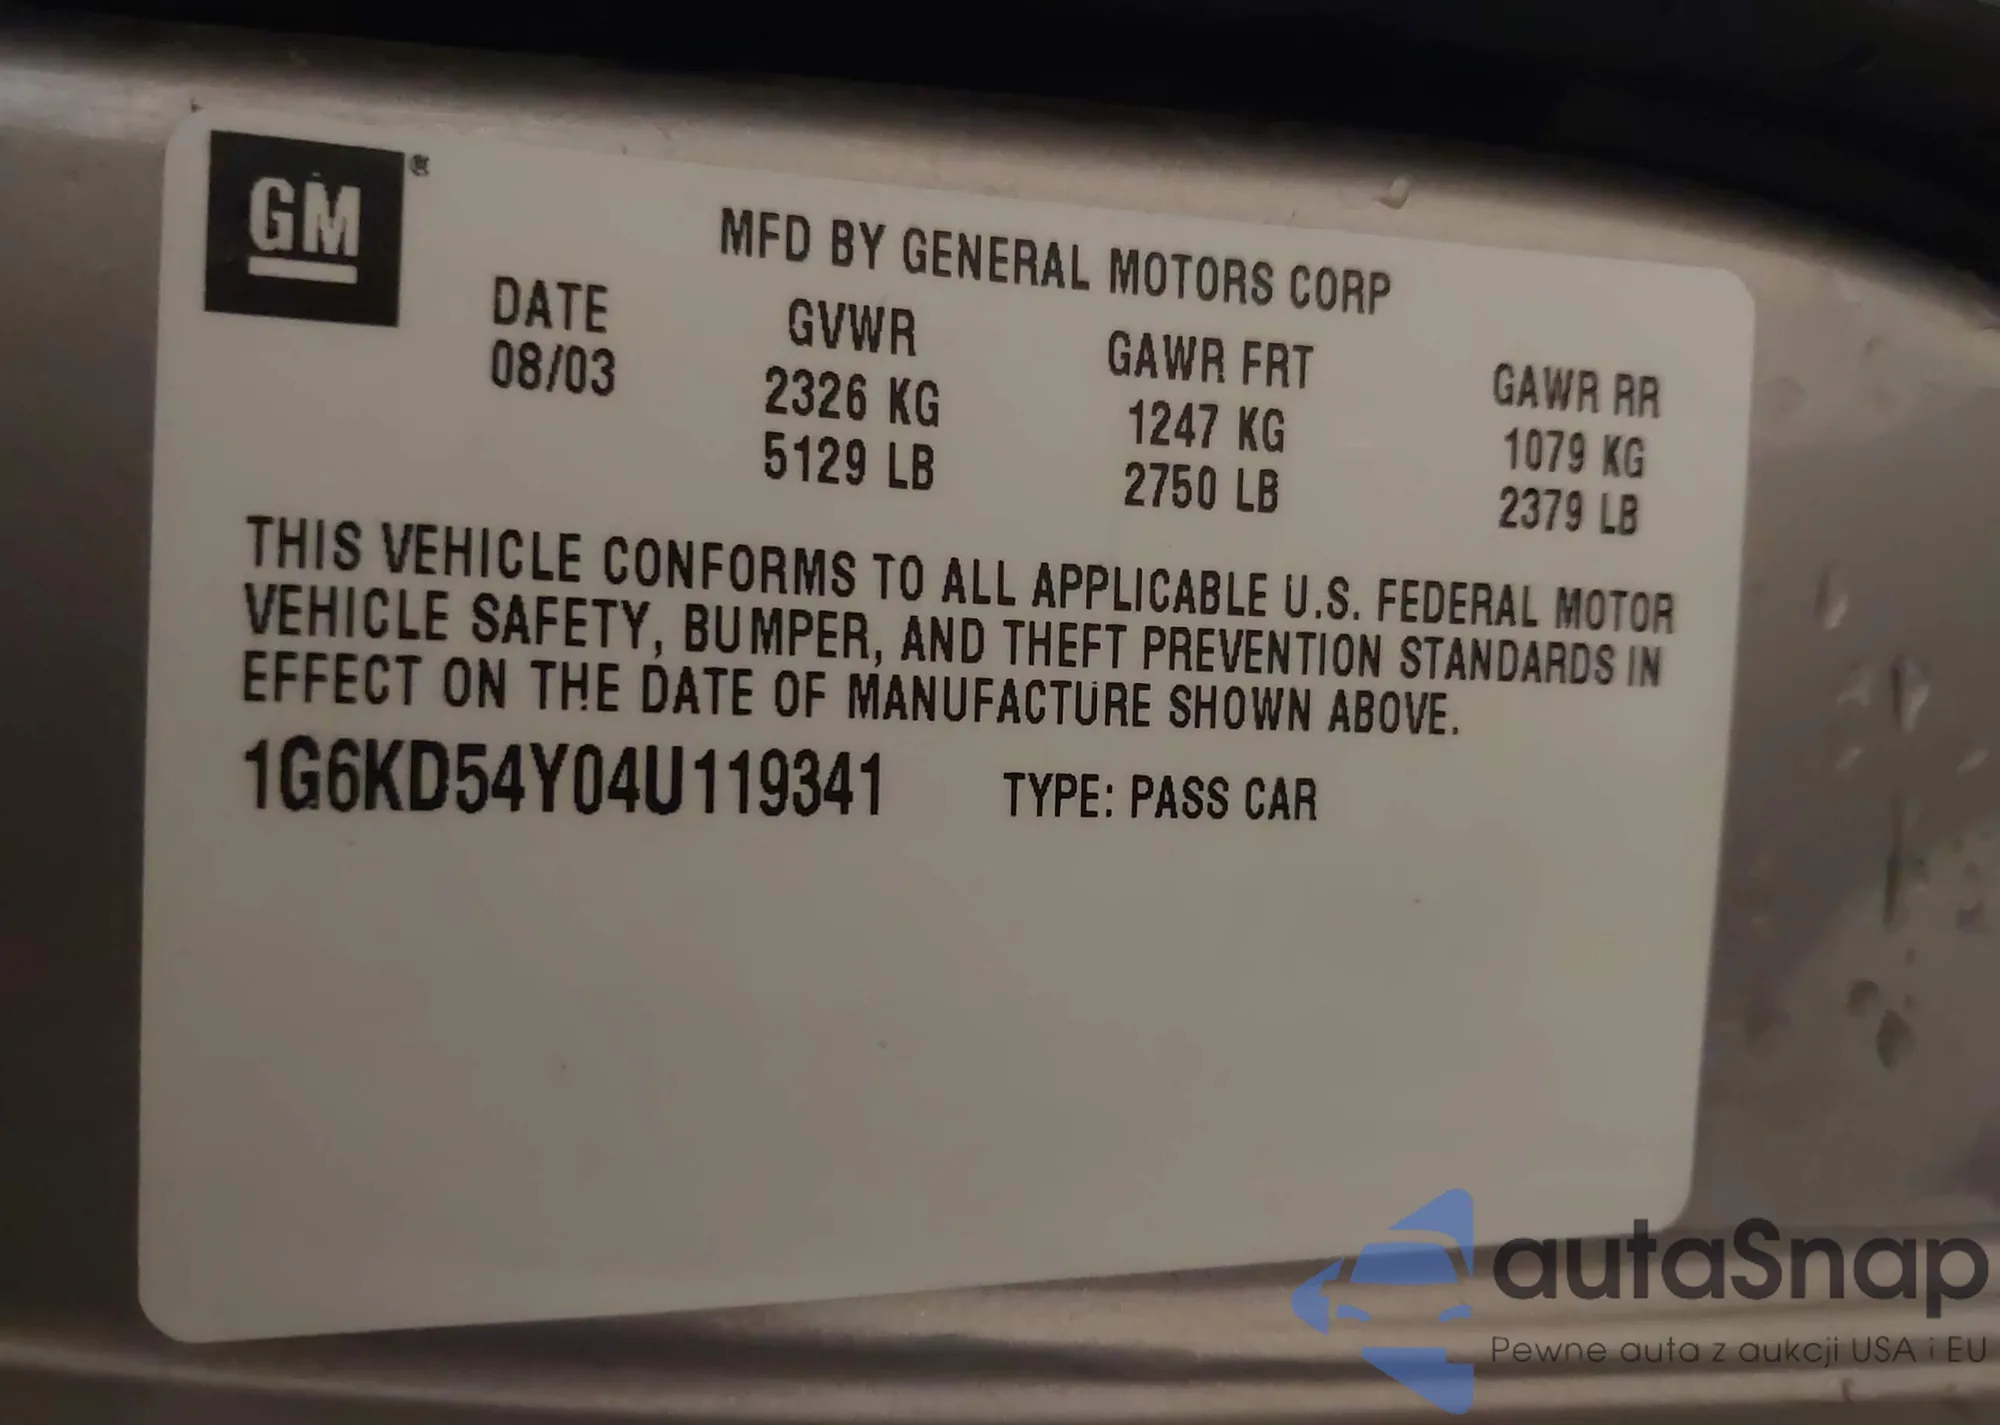 GM®
MFD BY GENERAL MOTORS CORP
DATE GVWR GAWR FRT GAWR RR
08/03 2326 KG 1247 KG 1079 KG
5129 LB 2750 LB 2379 LB
THIS VEHICLE CONFORMS TO ALL APPLICABLE U.S. FEDERAL MOTOR
VEHICLE SAFETY, BUMPER, AND THEFT PREVENTION STANDARDS IN
EFFECT ON THE DATE OF MANUFACTURE SHOWN ABOVE.
1G6KD54Y04U119341 TYPE: PASS CAR
autaSnap
Pewne auta z aukcji USA i EU